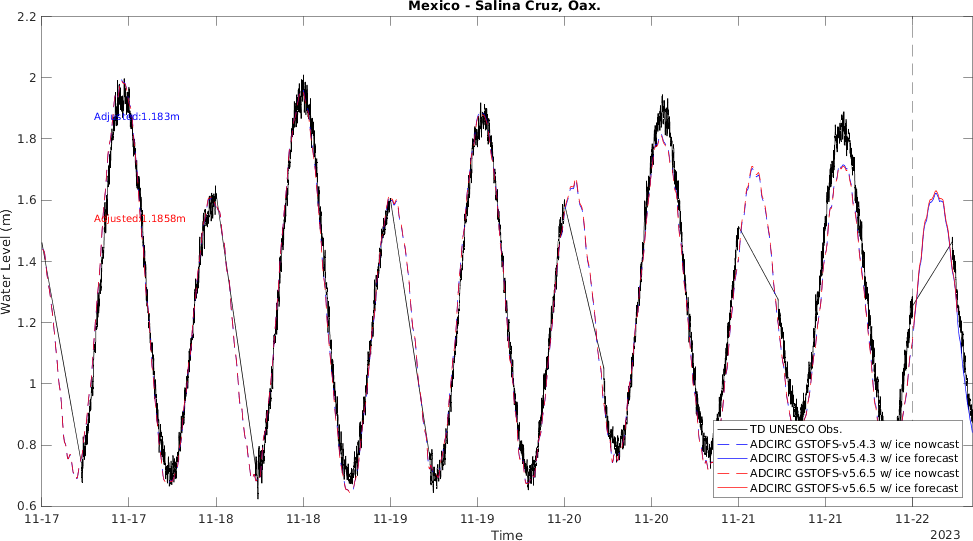 Mexico - Salina Cruz, Oax.
2.2
2
1.8
1.6
1.4
1.2
1
0.8
0.6
Water Level (m)
Adjusted:1.183m
Adjusted:1.1858m
TD UNESCO Obs.
ADCIRC GSTOFS-v5.4.3 w/ ice nowcast
ADCIRC GSTOFS-v5.4.3 w/ ice forecast
ADCIRC GSTOFS-v5.6.5 w/ ice nowcast
ADCIRC GSTOFS-v5.6.5 w/ ice forecast
11-17 11-17 11-18 11-18 11-19 11-19 11-20 11-20 11-21 11-21 11-22
Time
2023